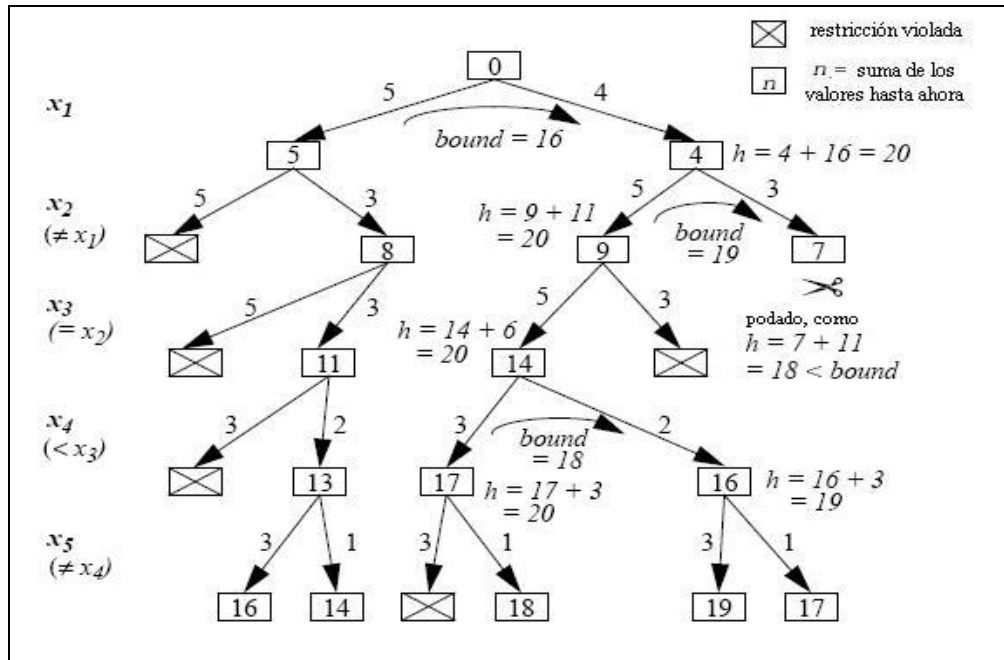 restricción violada
n
n = suma de los
valores hasta ahora
0
x1
5
4
bound = 16
5
4
h = 4 + 16 = 20
x2
(≠ x1)
5
3
h = 9 + 11
= 20
5
3
bound
= 19
8
9
7
x3
(= x2)
5
3
h = 14 + 6
= 20
5
3
podado, como
h = 7 + 11
= 18 < bound
11
14
x4
(< x3)
3
2
3
2
bound
= 18
13
17
h = 17 + 3
= 20
16
h = 16 + 3
= 19
x5
(≠ x4)
3
1
3
1
3
1
16
14
18
19
17